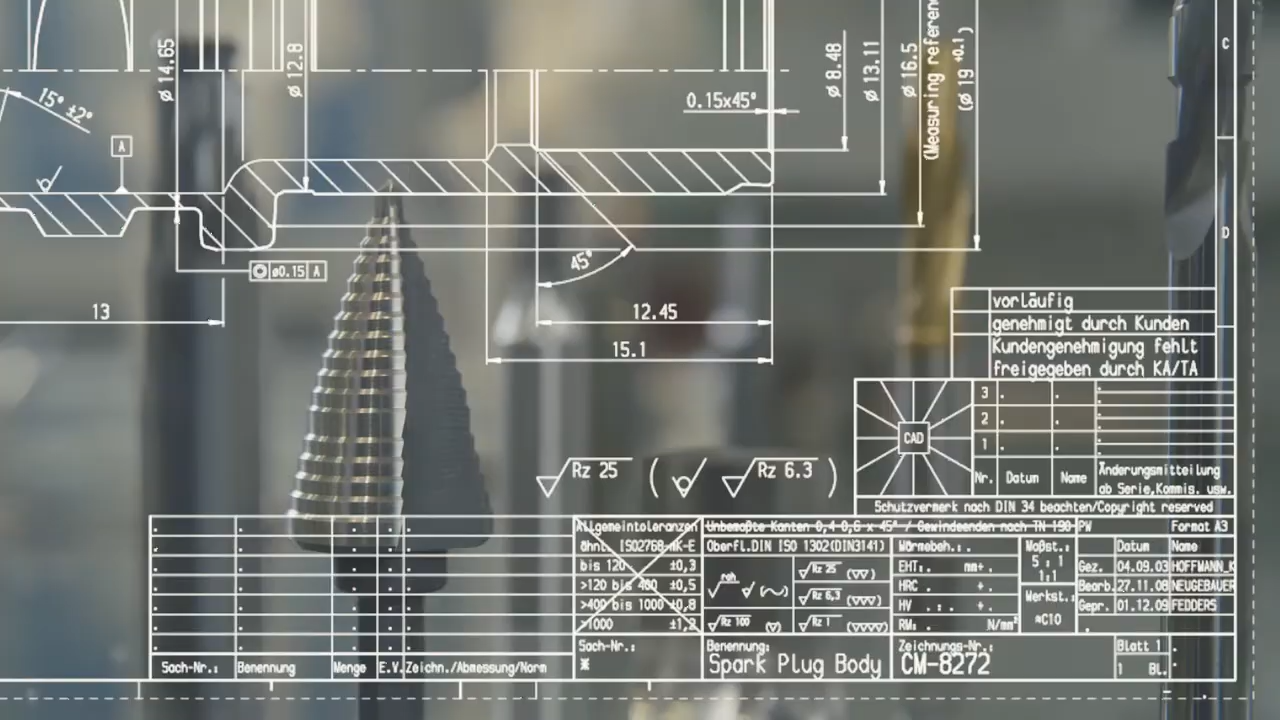 ø 14.65
ø 12.8
15° ±2°
A
0.15x45°
ø 8.48
ø 13.11
ø 16.5
(Measuring referen
(ø 19 +0.1)
C
D
45°
ø0.15 A
13
12.45
15.1
vorläufig
genehmigt durch Kunden
Kundengenehmigung fehlt
freigegeben durch KA/TA
CAD
3
2
1
Nr. Datum Name Änderungsmitteilung
ab Serie,Kommis. usw.
Rz 25 ( Rz 6.3 )
Schutzvermerk nach DIN 34 beachten/Copyright reserved
Allgemeintoleranzen
ähnl. ISO2768-mK-E
bis 120 ±0,3
>120 bis 400 ±0,5
>400 bis 1000 ±0,8
>1000 ±1,2
Unbemaßte Kanten 0,4-0,6 x 45° / Gewindeenden nach TN 190
PW
Format A3
Oberfl.DIN ISO 1302(DIN3141)
roh
Rz 25
Rz 6,3
Rz 100
Rz 1
Wärmebeh.:
EHT: mm+
HRC +
HV +
RM: N/mm²
Maßst.:
5 : 1
1:1
Werkst.:
≈C10
Datum Name
Gez. 04.09.03 HOFFMANN_K
Bearb. 27.11.08 NEUGEBAUER
Gepr. 01.12.09 FEDDERS
Sach-Nr.: Benennung Menge E.V. Zeichn./Abmessung/Norm
Sach-Nr.:
Benennung:
Spark Plug Body
Zeichnungs-Nr.:
CM-8272
Blatt 1
1 Bl.